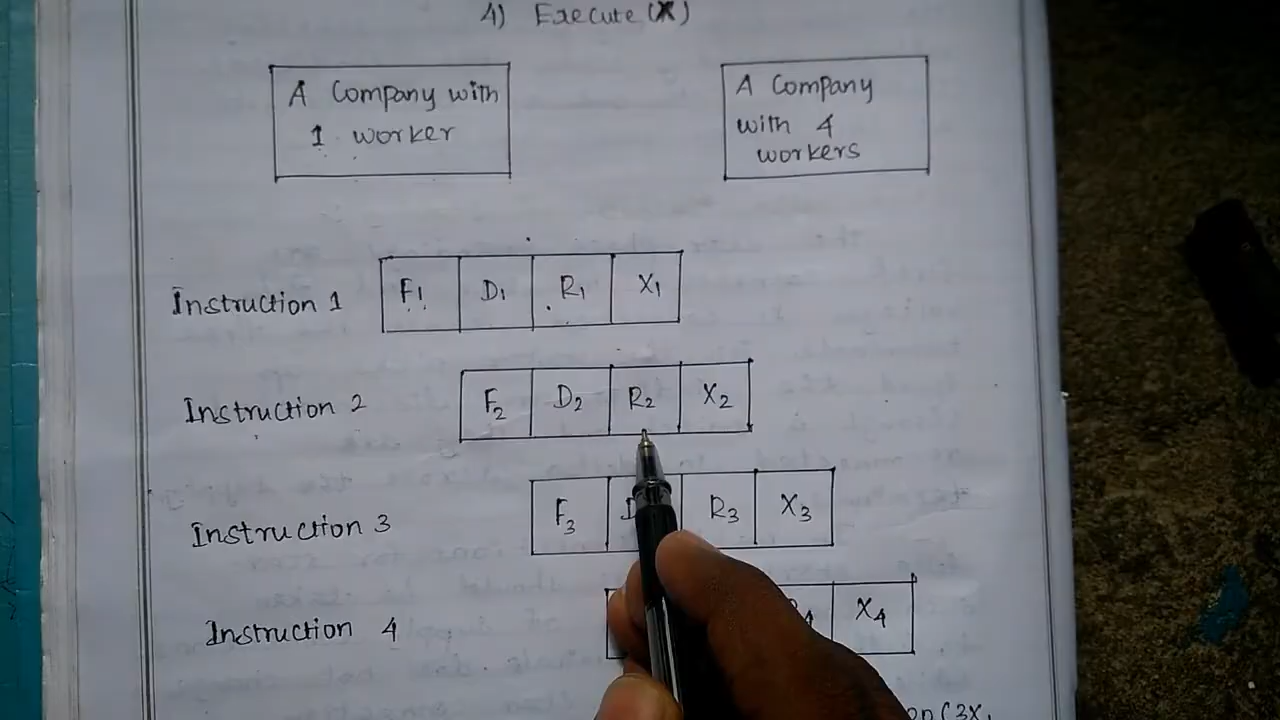 4) Execute (X)
A Company with
1 worker
A Company
with 4
workers
Instruction 1 F1 D1 R1 X1
Instruction 2 F2 D2 R2 X2
Instruction 3 F3 R3 X3
Instruction 4 X4
(3X,